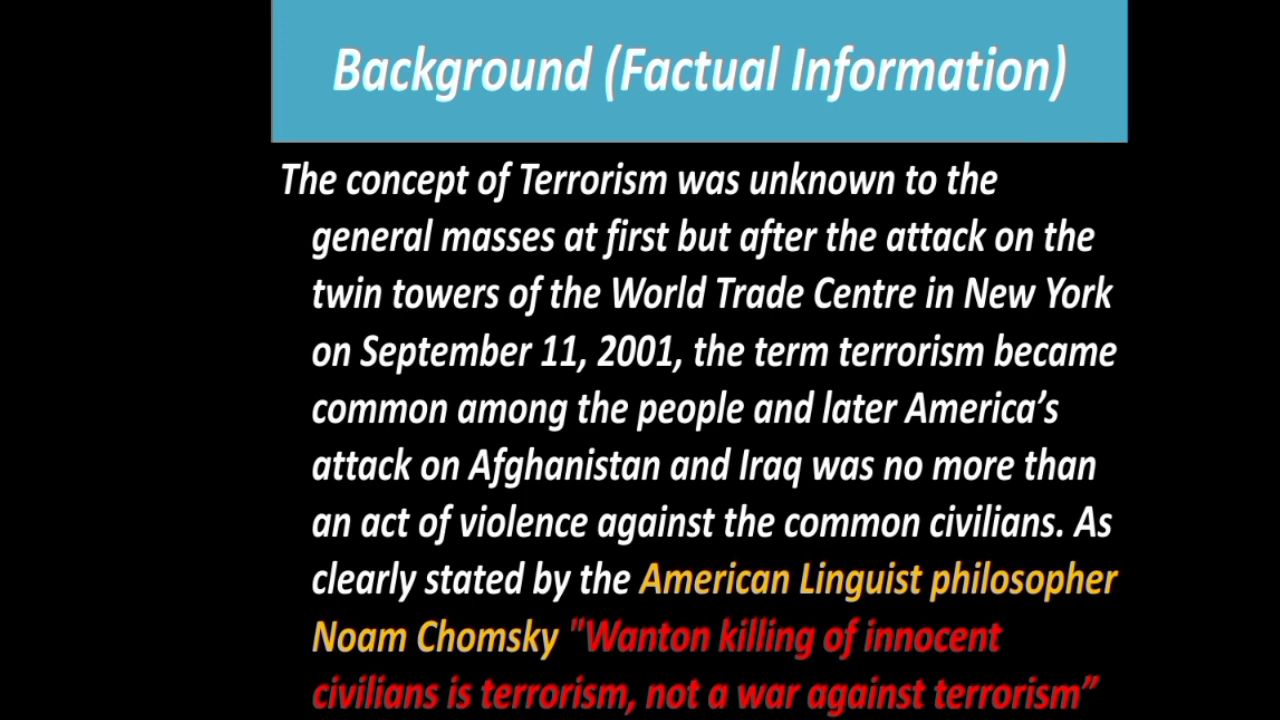 Background (Factual Information)
The concept of Terrorism was unknown to the
general masses at first but after the attack on the
twin towers of the World Trade Centre in New York
on September 11, 2001, the term terrorism became
common among the people and later America’s
attack on Afghanistan and Iraq was no more than
an act of violence against the common civilians. As
clearly stated by the American Linguist philosopher
Noam Chomsky "Wanton killing of innocent
civilians is terrorism, not a war against terrorism”